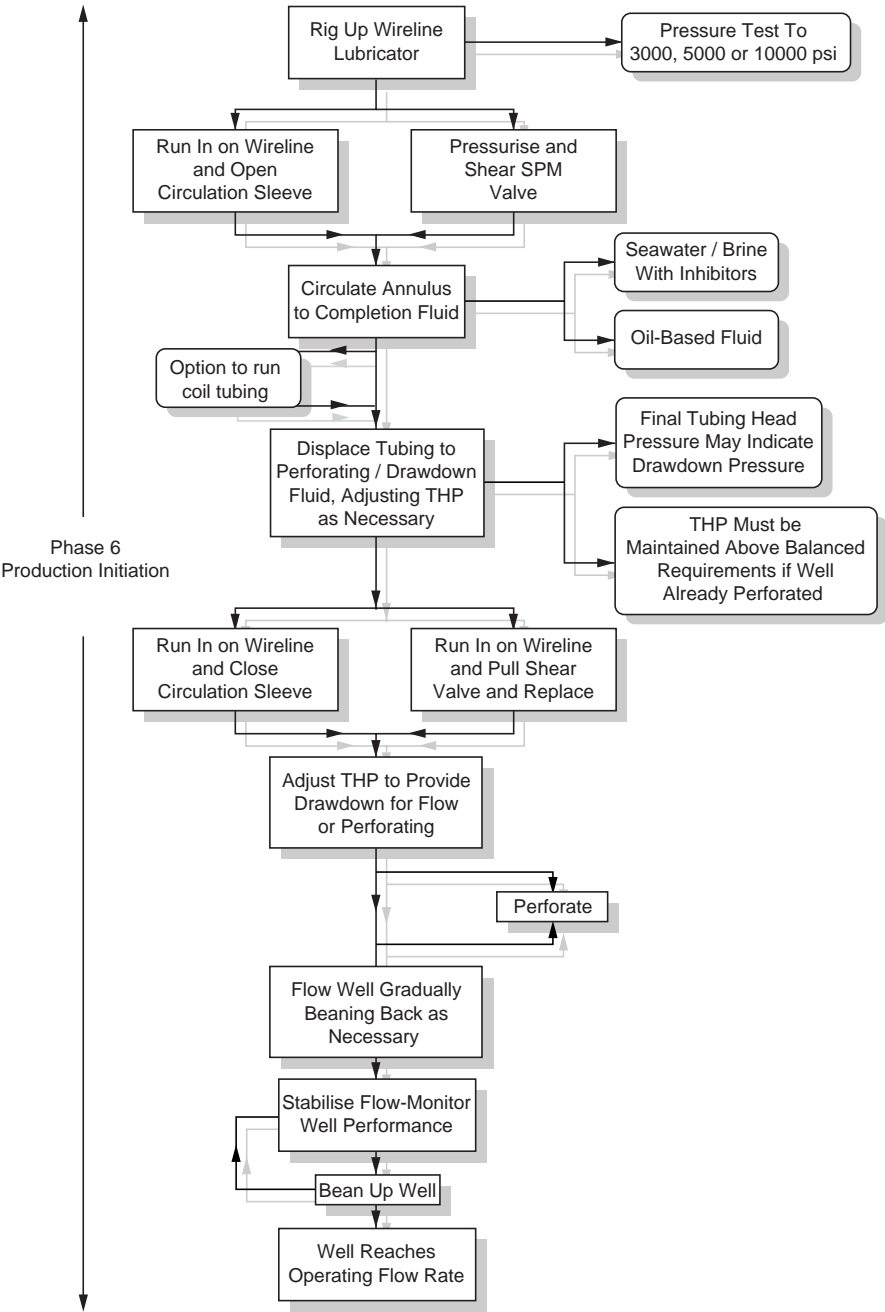 Rig Up Wireline
Lubricator
Pressure Test To
3000, 5000 or 10000 psi
Run In on Wireline
and Open
Circulation Sleeve
Pressurise and
Shear SPM
Valve
Circulate Annulus
to Completion Fluid
Seawater / Brine
With Inhibitors
Oil-Based Fluid
Option to run
coil tubing
Displace Tubing to
Perforating / Drawdown
Fluid, Adjusting THP
as Necessary
Final Tubing Head
Pressure May Indicate
Drawdown Pressure
THP Must be
Maintained Above Balanced
Requirements if Well
Already Perforated
Phase 6
Production Initiation
Run In on Wireline
and Close
Circulation Sleeve
Run In on Wireline
and Pull Shear
Valve and Replace
Adjust THP to Provide
Drawdown for Flow
or Perforating
Perforate
Flow Well Gradually
Beaning Back as
Necessary
Stabilise Flow-Monitor
Well Performance
Bean Up Well
Well Reaches
Operating Flow Rate